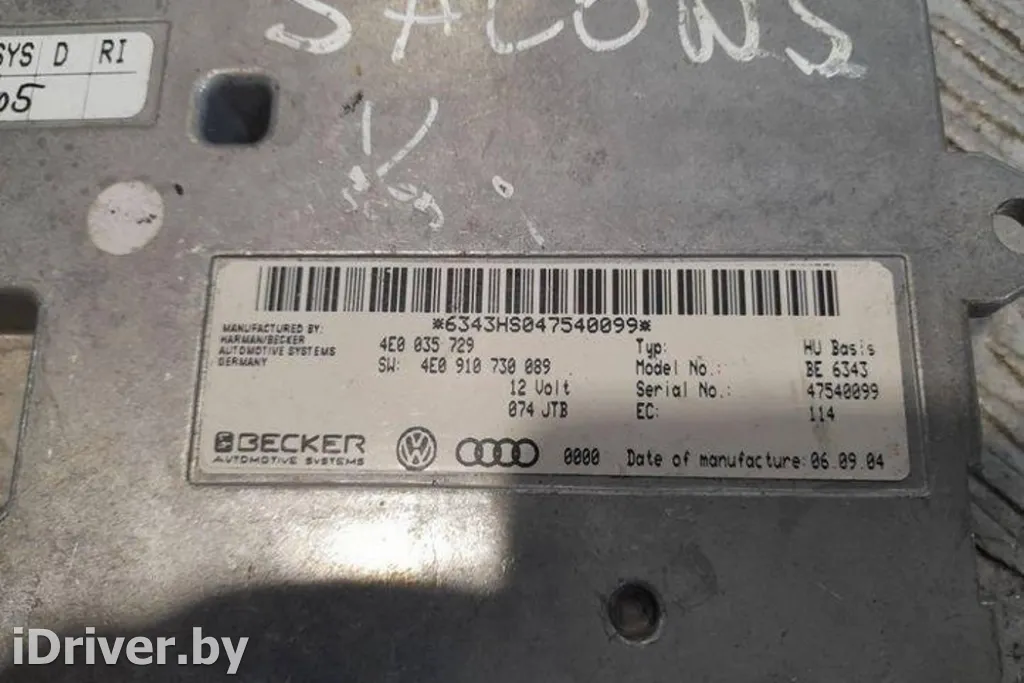 SALONS
SYS D RI
05
*6343HS047540099*
MANUFACTURED BY:
HARMAN/BECKER
AUTOMOTIVE SYSTEMS
GERMANY
4E0 035 729
SW: 4E0 910 730 089
12 Volt
074 JTB
Typ: HU Basis
Model No.: BE 6343
Serial No.: 47540099
EC: 114
BECKER
AUTOMOTIVE SYSTEMS
0000
Date of manufacture: 06.09.04
iDriver.by